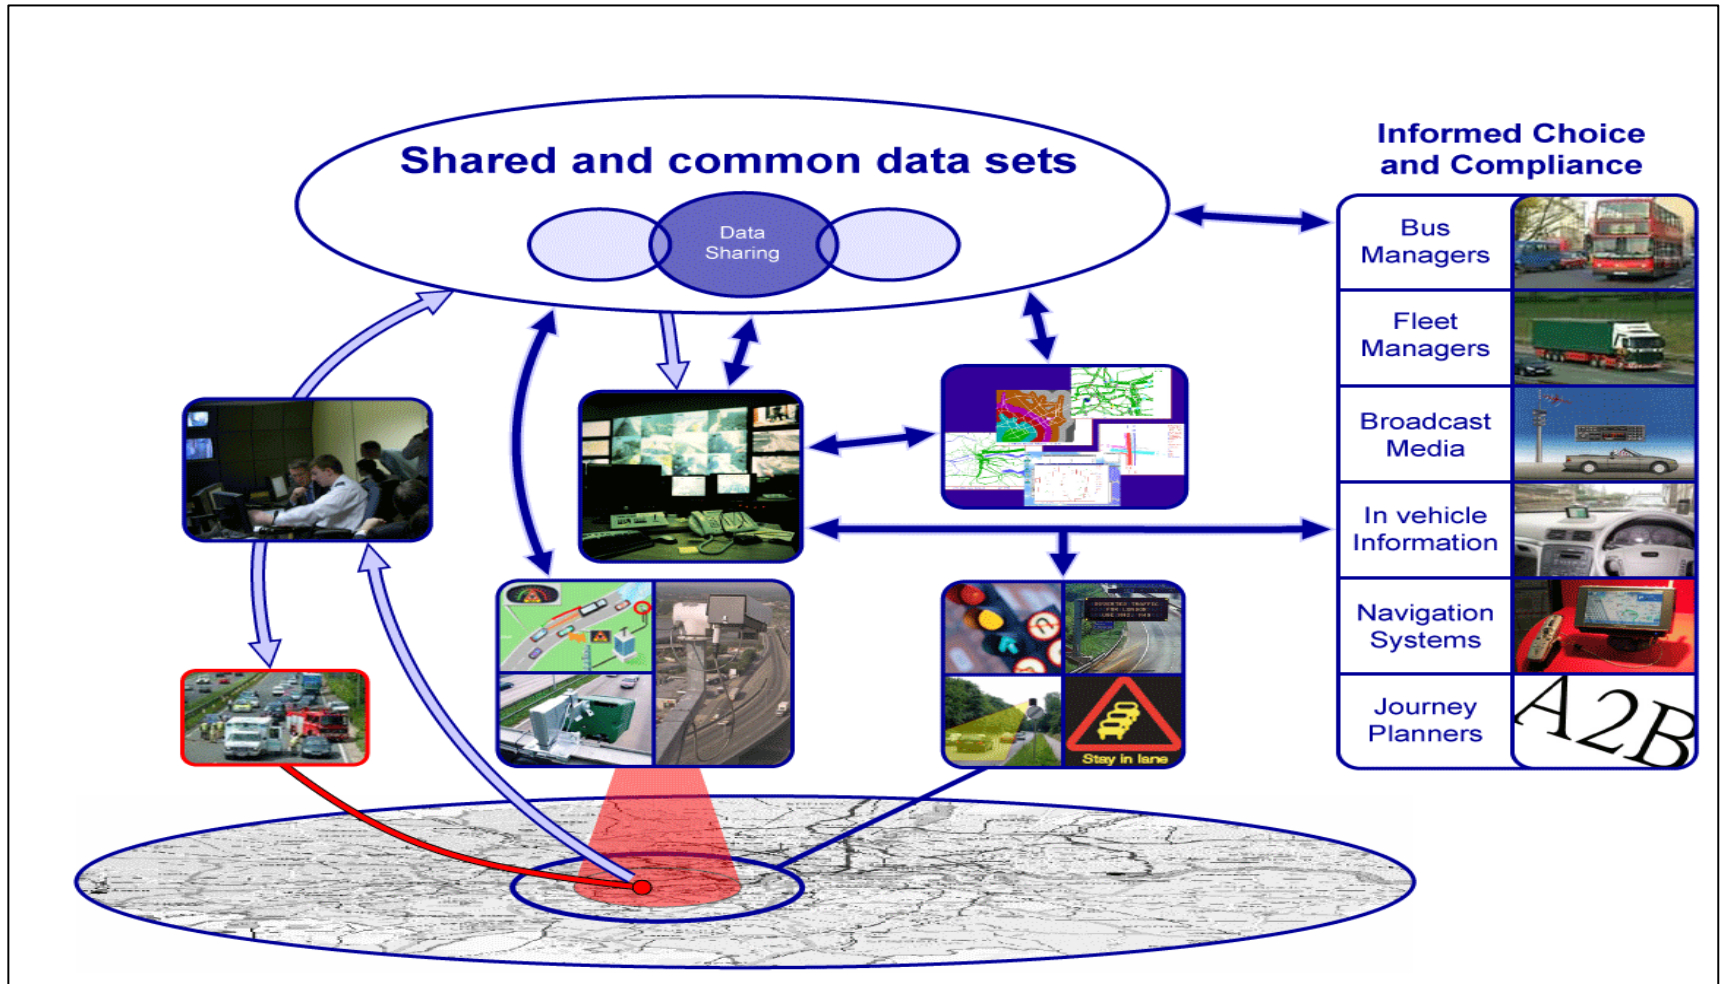 Shared and common data sets
Data
Sharing
Informed Choice
and Compliance
Bus
Managers
Fleet
Managers
Broadcast
Media
In vehicle
Information
Navigation
Systems
Journey
Planners
A2B
Stay in lane